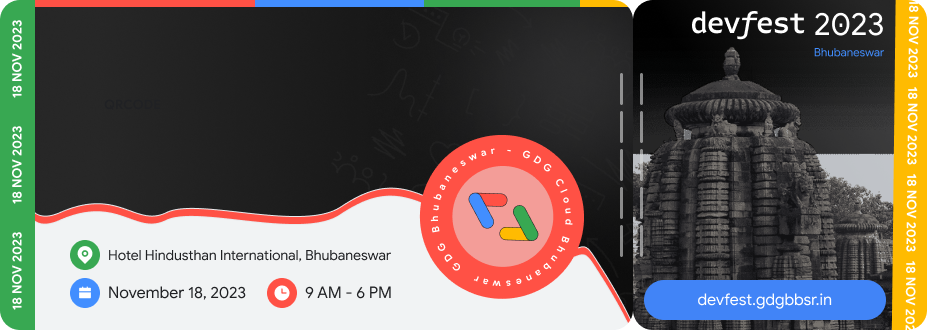 18 NOV 2023 18 NOV 2023 18 NOV 2023
devfest 2023
Bhubaneswar
GDG Bhubaneswar - GDG Cloud Bhubaneswar
Hotel Hindusthan International, Bhubaneswar
November 18, 2023
9 AM - 6 PM
devfest.gdgbbsr.in
18 NOV 2023 18 NOV 2023 18 NOV 2023 18 NOV 202